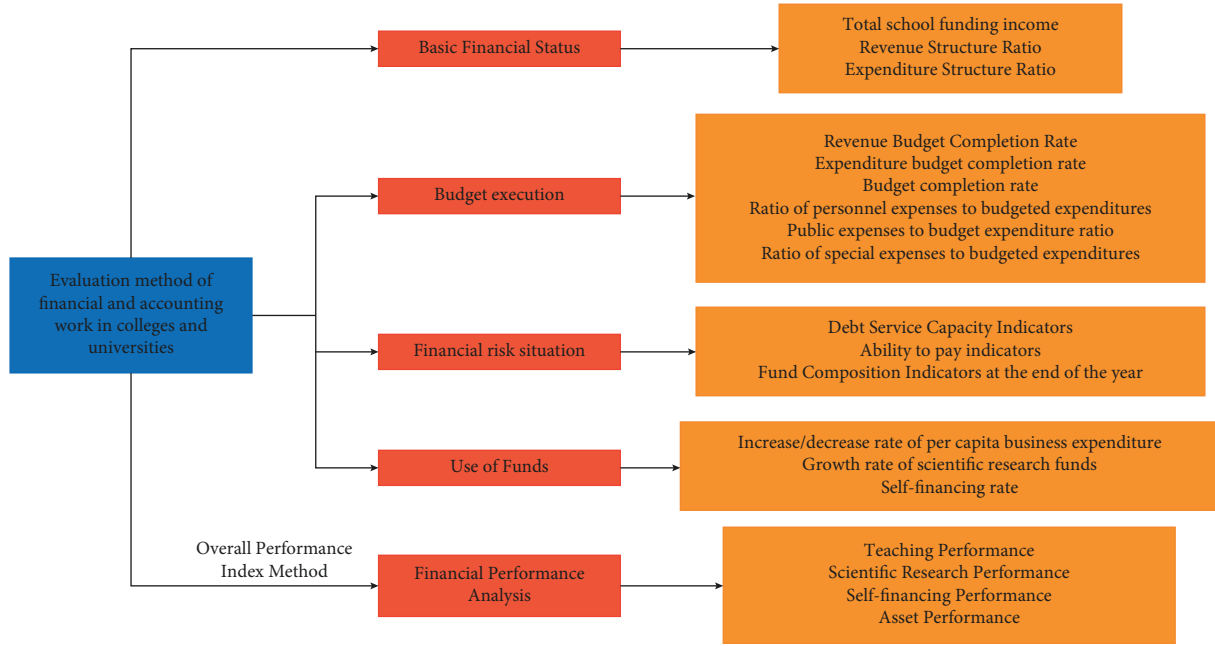 Evaluation method of
financial and accounting
work in colleges and
universities
Basic Financial Status
Total school funding income
Revenue Structure Ratio
Expenditure Structure Ratio
Budget execution
Revenue Budget Completion Rate
Expenditure budget completion rate
Budget completion rate
Ratio of personnel expenses to budgeted expenditures
Public expenses to budget expenditure ratio
Ratio of special expenses to budgeted expenditures
Financial risk situation
Debt Service Capacity Indicators
Ability to pay indicators
Fund Composition Indicators at the end of the year
Use of Funds
Increase/decrease rate of per capita business expenditure
Growth rate of scientific research funds
Self-financing rate
Overall Performance
Index Method
Financial Performance
Analysis
Teaching Performance
Scientific Research Performance
Self-financing Performance
Asset Performance